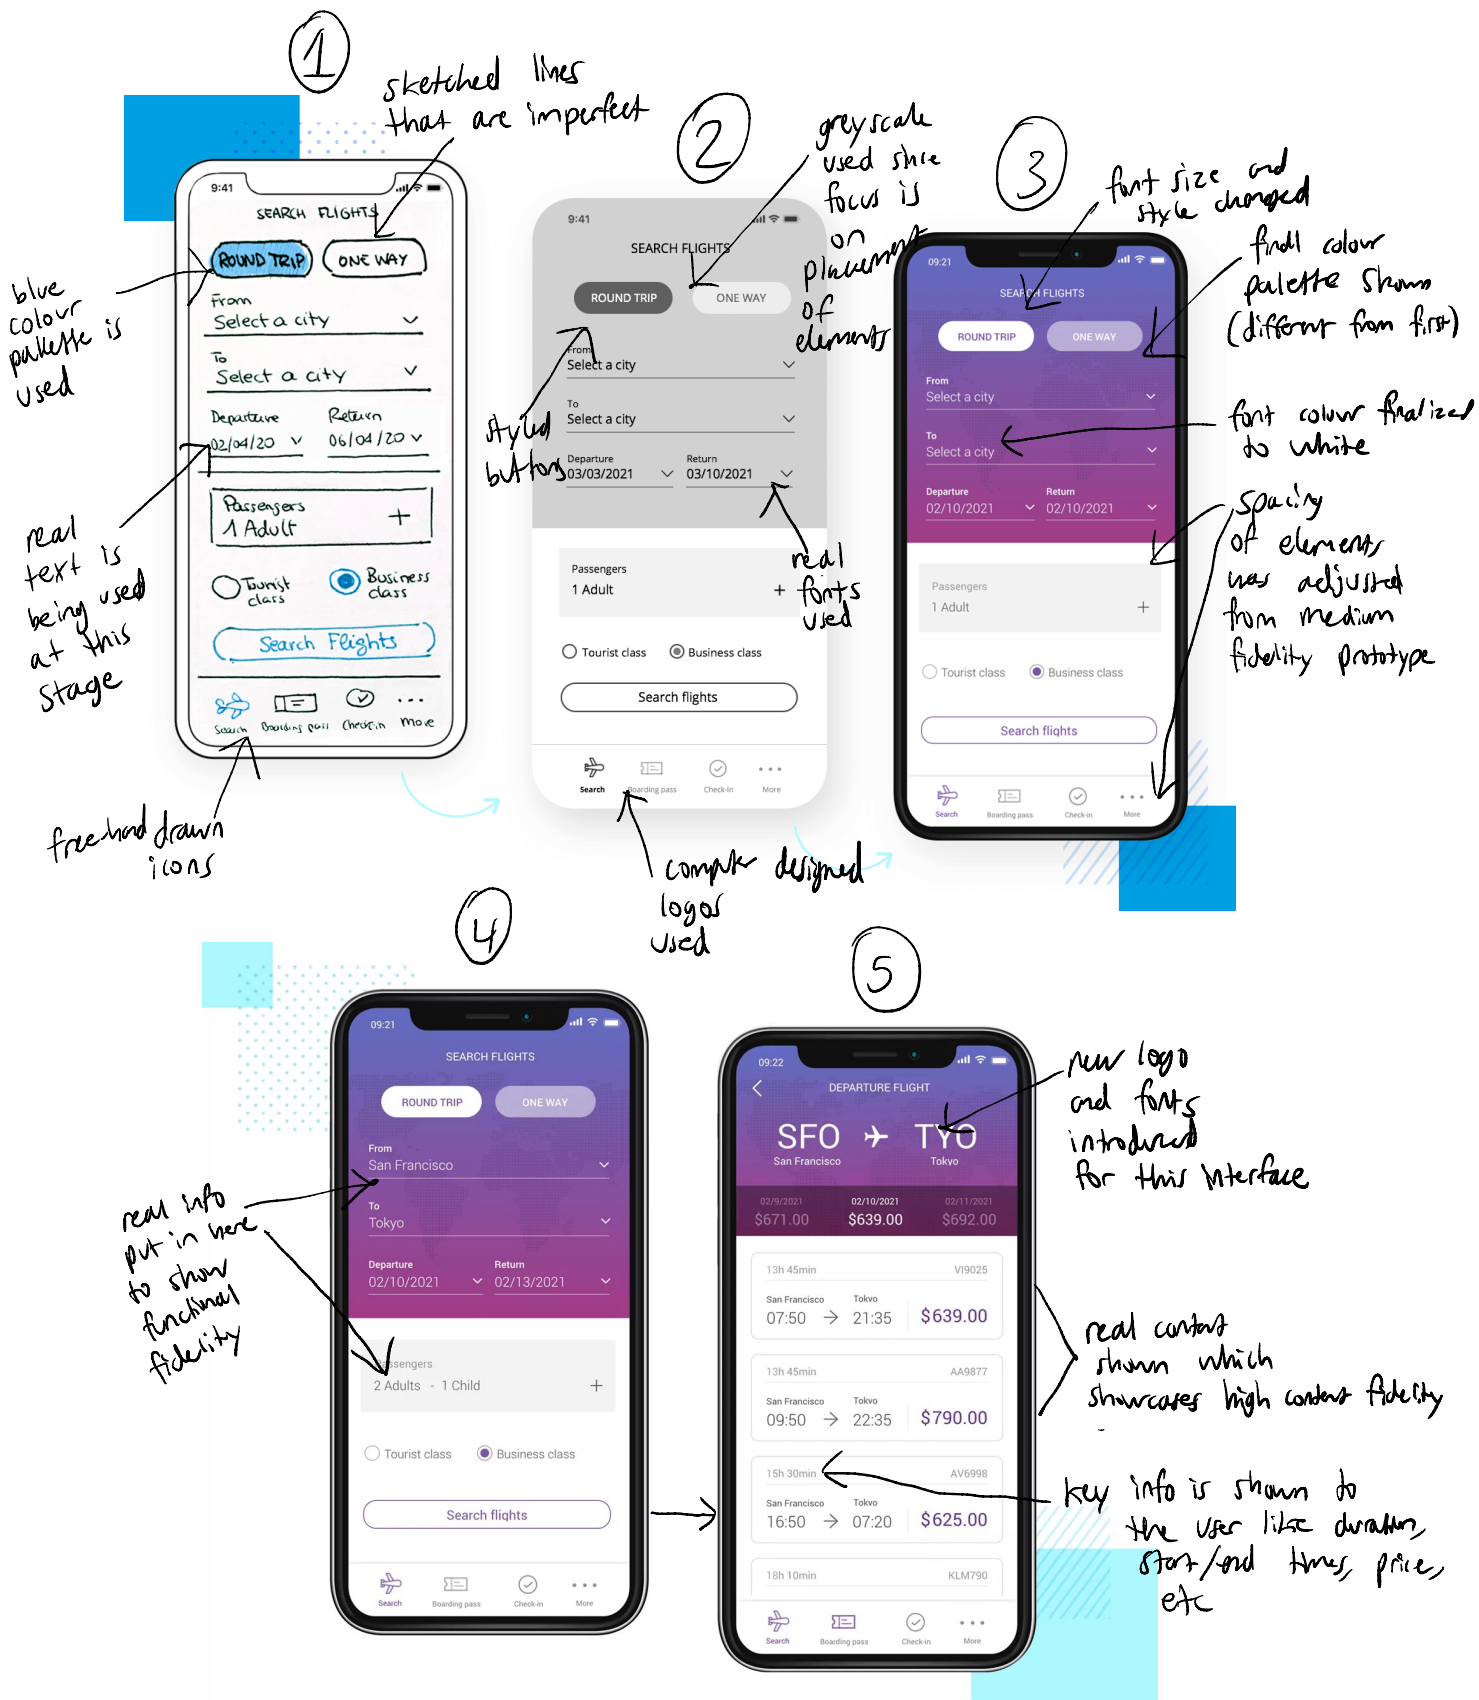 1
sketched lines
that are imperfect
9:41
SEARCH FLIGHTS
ROUND TRIP
ONE WAY
From
Select a city
To
Select a city
Departure
Return
02/04/20
06/04/20
Passengers
1 Adult
+
Tourist
class
Business
class
Search Flights
Search
Boarding pass
Check-in
More
blue
colour
palette is
used
real
text is
being used
at this
stage
free-hand drawn
icons
2
greyscale
used since
focus is
on
placement
of
elements
9:41
SEARCH FLIGHTS
ROUND TRIP
ONE WAY
From
Select a city
To
Select a city
Departure
Return
03/03/2021
03/10/2021
Passengers
1 Adult
+
Tourist class
Business class
Search flights
Search
Boarding pass
Check-in
More
styled
buttons
real
fonts
used
computer designed
logos
used
3
font size and
style changed
final colour
palette shown
(different from first)
font colour finalized
to white
spacing
of elements
was adjusted
from medium
fidelity prototype
09:21
SEARCH FLIGHTS
ROUND TRIP
ONE WAY
From
Select a city
To
Select a city
Departure
Return
02/10/2021
02/10/2021
Passengers
1 Adult
+
Tourist class
Business class
Search flights
Search
Boarding pass
Check-in
More
4
09:21
SEARCH FLIGHTS
ROUND TRIP
ONE WAY
From
San Francisco
To
Tokyo
Departure
Return
02/10/2021
02/13/2021
Passengers
2 Adults - 1 Child
+
Tourist class
Business class
Search flights
Search
Boarding pass
Check-in
More
real info
put in here
to show
functional
fidelity
5
09:22
DEPARTURE FLIGHT
SFO
TYO
San Francisco
Tokyo
02/9/2021
02/10/2021
02/11/2021
$671.00
$639.00
$692.00
13h 45min
VI9025
San Francisco
Tokyo
07:50 → 21:35
$639.00
13h 45min
AA9877
San Francisco
Tokyo
09:50 → 22:35
$790.00
15h 30min
AV6998
San Francisco
Tokyo
16:50 → 07:20
$625.00
18h 10min
KLM790
Search
Boarding pass
Check-in
More
new logo
and fonts
introduced
for this interface
real content
shown which
showcases high content fidelity
key info is shown to
the user like duration,
start/end times, price,
etc